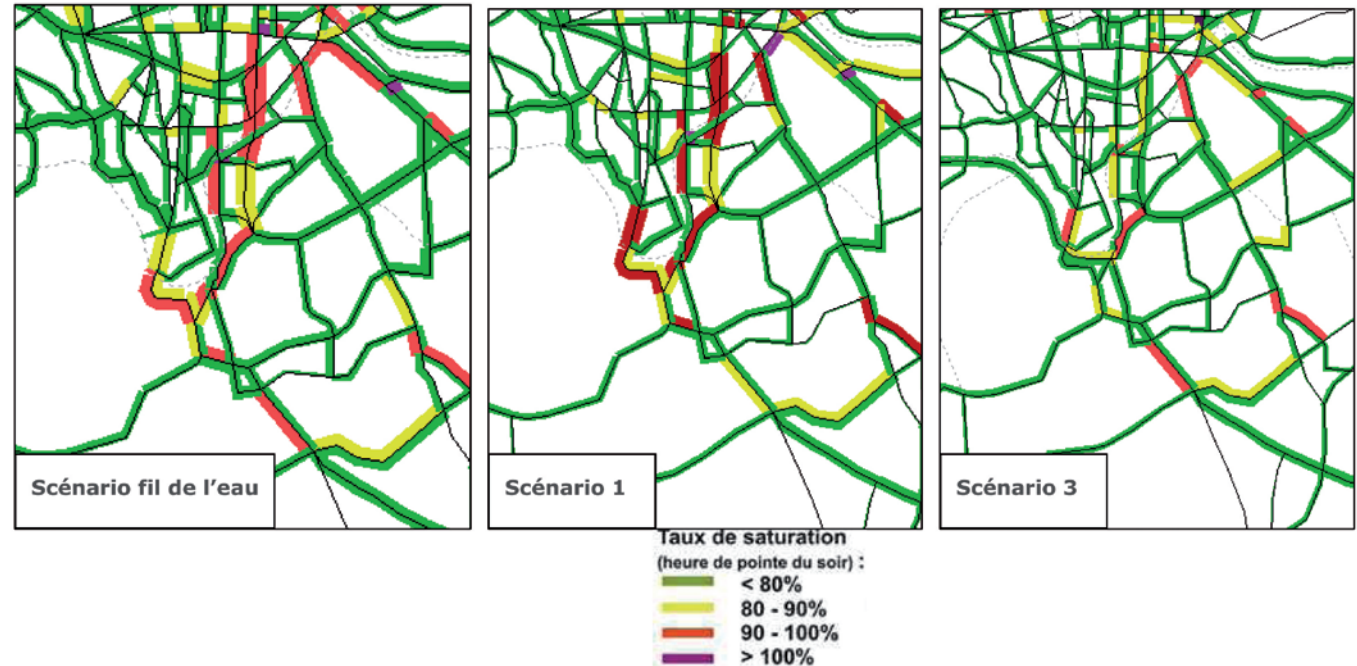 Scénario fil de l'eau
Scénario 1
Scénario 3
Taux de saturation
(heure de pointe du soir) :
< 80%
80 - 90%
90 - 100%
> 100%